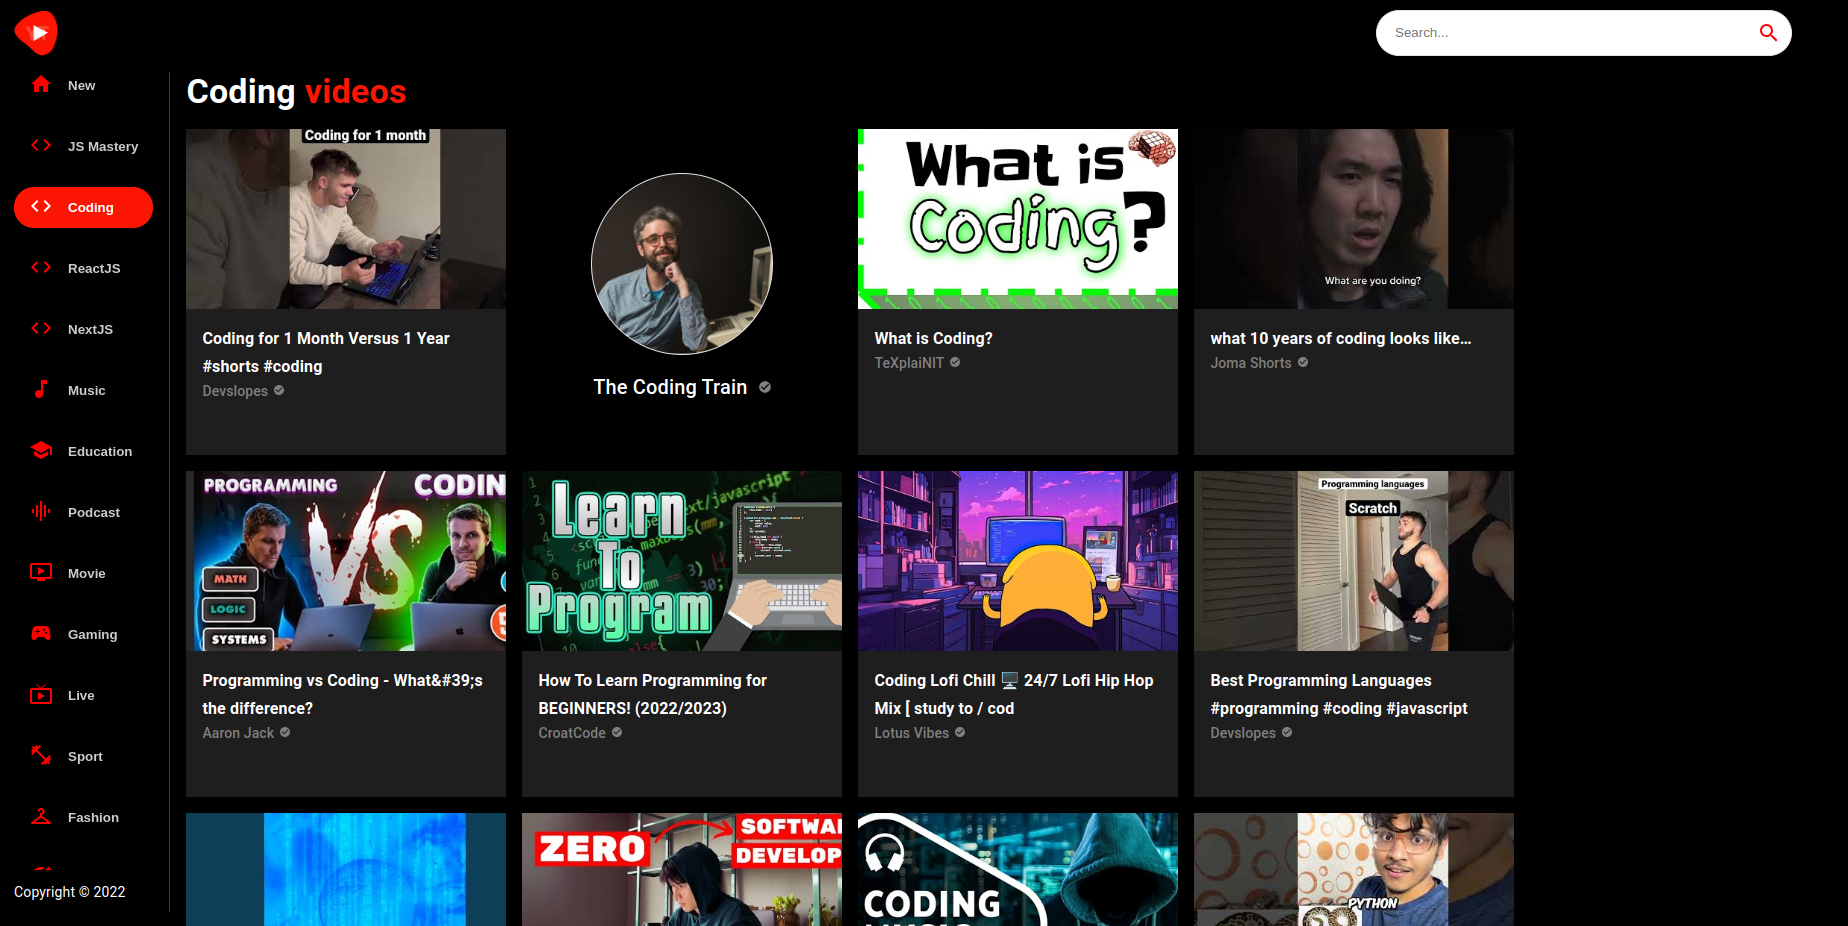 Search...
New
JS Mastery
Coding
ReactJS
NextJS
Music
Education
Podcast
Movie
Gaming
Live
Sport
Fashion
Copyright © 2022
Coding videos
Coding for 1 month
Coding for 1 Month Versus 1 Year
#shorts #coding
Devslopes
The Coding Train
What is
Coding?
What is Coding?
TeXplaiNIT
What are you doing?
what 10 years of coding looks like…
Joma Shorts
PROGRAMMING
CODIN
VS
MATH
LOGIC
SYSTEMS
Programming vs Coding - What&#39;s
the difference?
Aaron Jack
Learn
To
Program
How To Learn Programming for
BEGINNERS! (2022/2023)
CroatCode
Coding Lofi Chill 🖥️ 24/7 Lofi Hip Hop
Mix [ study to / cod
Lotus Vibes
Programming languages
Scratch
Best Programming Languages
#programming #coding #javascript
Devslopes
ZERO
SOFTWAR
DEVELOP
CODING
PYTHON